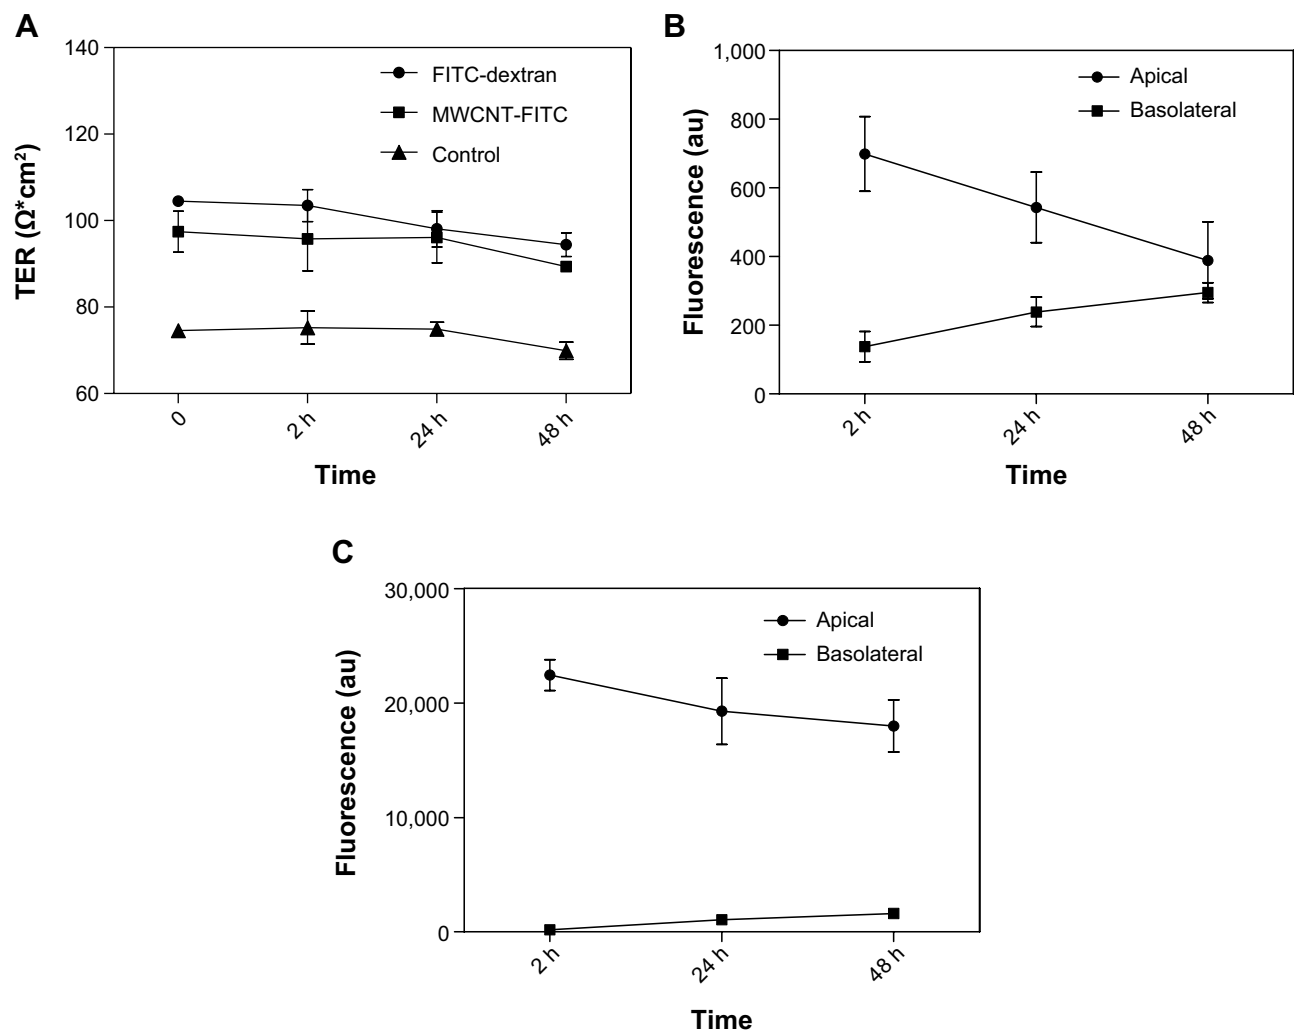 A
140
120
100
80
60
TER (Ω*cm²)
FITC-dextran
MWCNT-FITC
Control
0
2 h
24 h
48 h
Time
B
1,000
800
600
400
200
0
Fluorescence (au)
Apical
Basolateral
2 h
24 h
48 h
Time
C
30,000
20,000
10,000
0
Fluorescence (au)
Apical
Basolateral
2 h
24 h
48 h
Time